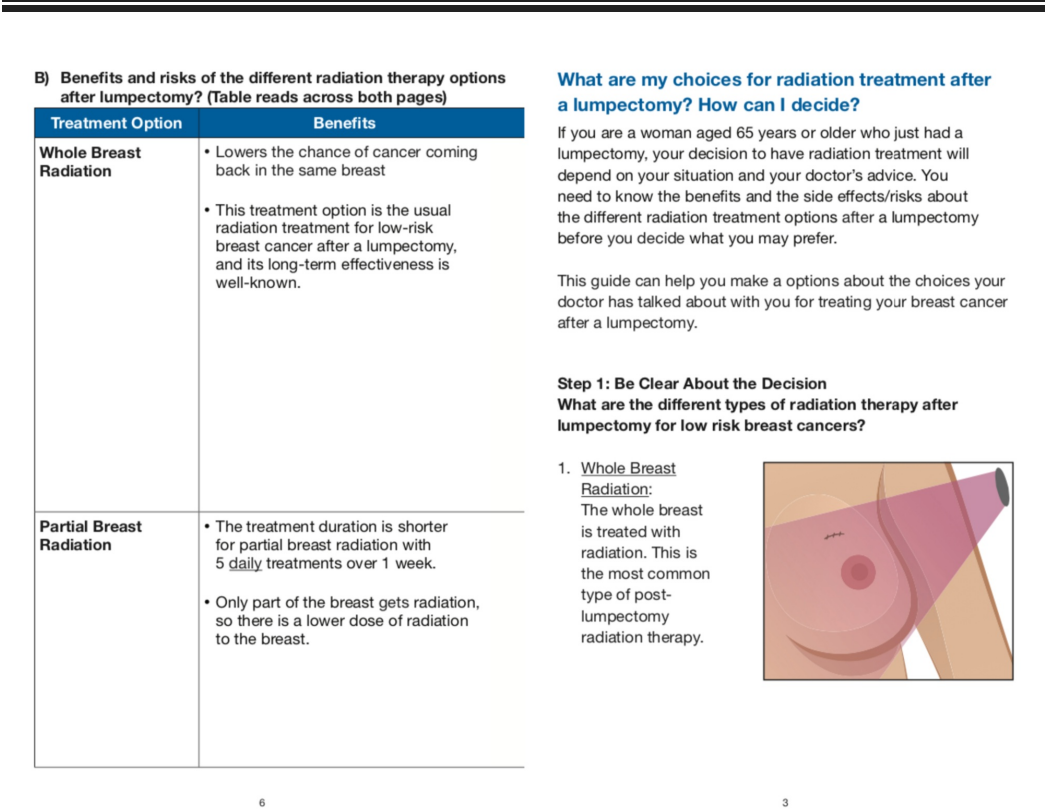 B) Benefits and risks of the different radiation therapy options
after lumpectomy? (Table reads across both pages)
Treatment Option Benefits
Whole Breast
Radiation
• Lowers the chance of cancer coming
back in the same breast
• This treatment option is the usual
radiation treatment for low-risk
breast cancer after a lumpectomy,
and its long-term effectiveness is
well-known.
Partial Breast
Radiation
• The treatment duration is shorter
for partial breast radiation with
5 daily treatments over 1 week.
• Only part of the breast gets radiation,
so there is a lower dose of radiation
to the breast.
6
What are my choices for radiation treatment after
a lumpectomy? How can I decide?
If you are a woman aged 65 years or older who just had a
lumpectomy, your decision to have radiation treatment will
depend on your situation and your doctor's advice. You
need to know the benefits and the side effects/risks about
the different radiation treatment options after a lumpectomy
before you decide what you may prefer.
This guide can help you make a options about the choices your
doctor has talked about with you for treating your breast cancer
after a lumpectomy.
Step 1: Be Clear About the Decision
What are the different types of radiation therapy after
lumpectomy for low risk breast cancers?
1. Whole Breast
Radiation:
The whole breast
is treated with
radiation. This is
the most common
type of post-
lumpectomy
radiation therapy.
3